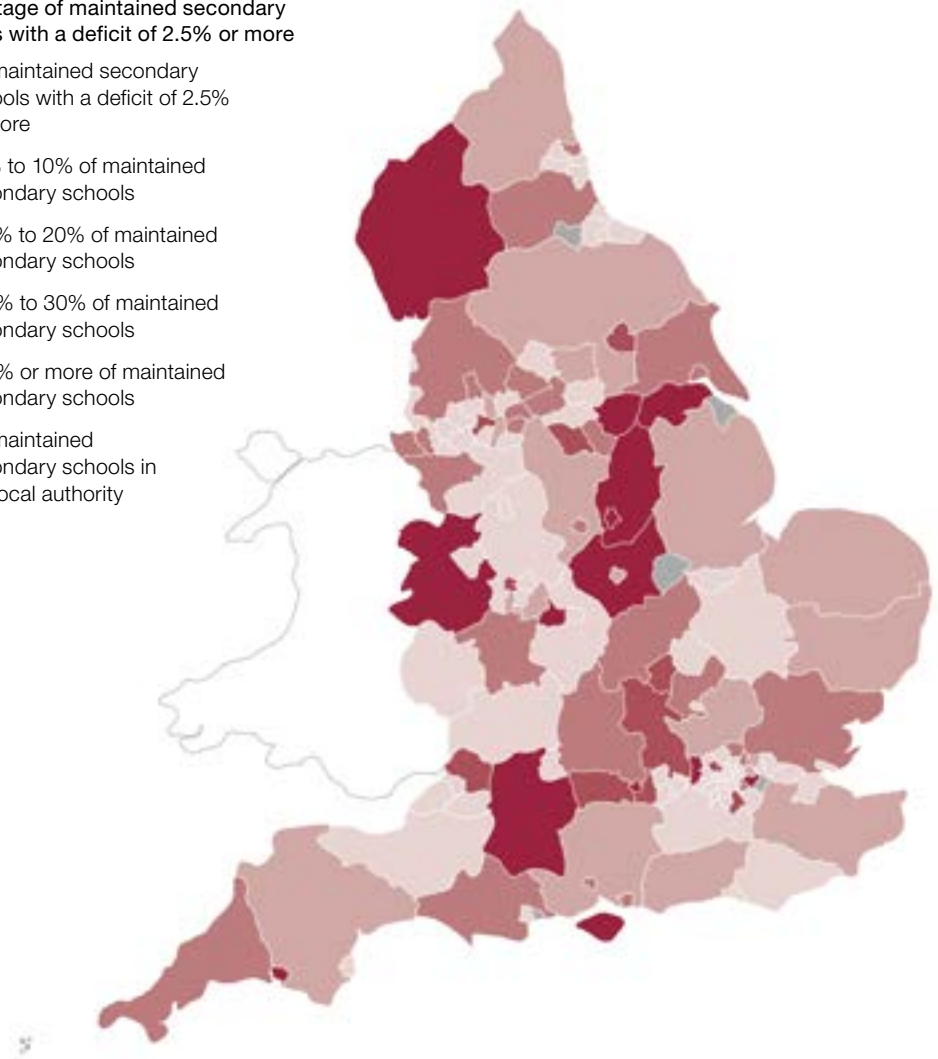 tage of maintained secondary
s with a deficit of 2.5% or more
maintained secondary
ools with a deficit of 2.5%
ore
to 10% of maintained
ondary schools
% to 20% of maintained
ondary schools
% to 30% of maintained
ondary schools
% or more of maintained
ondary schools
maintained
ondary schools in
ocal authority